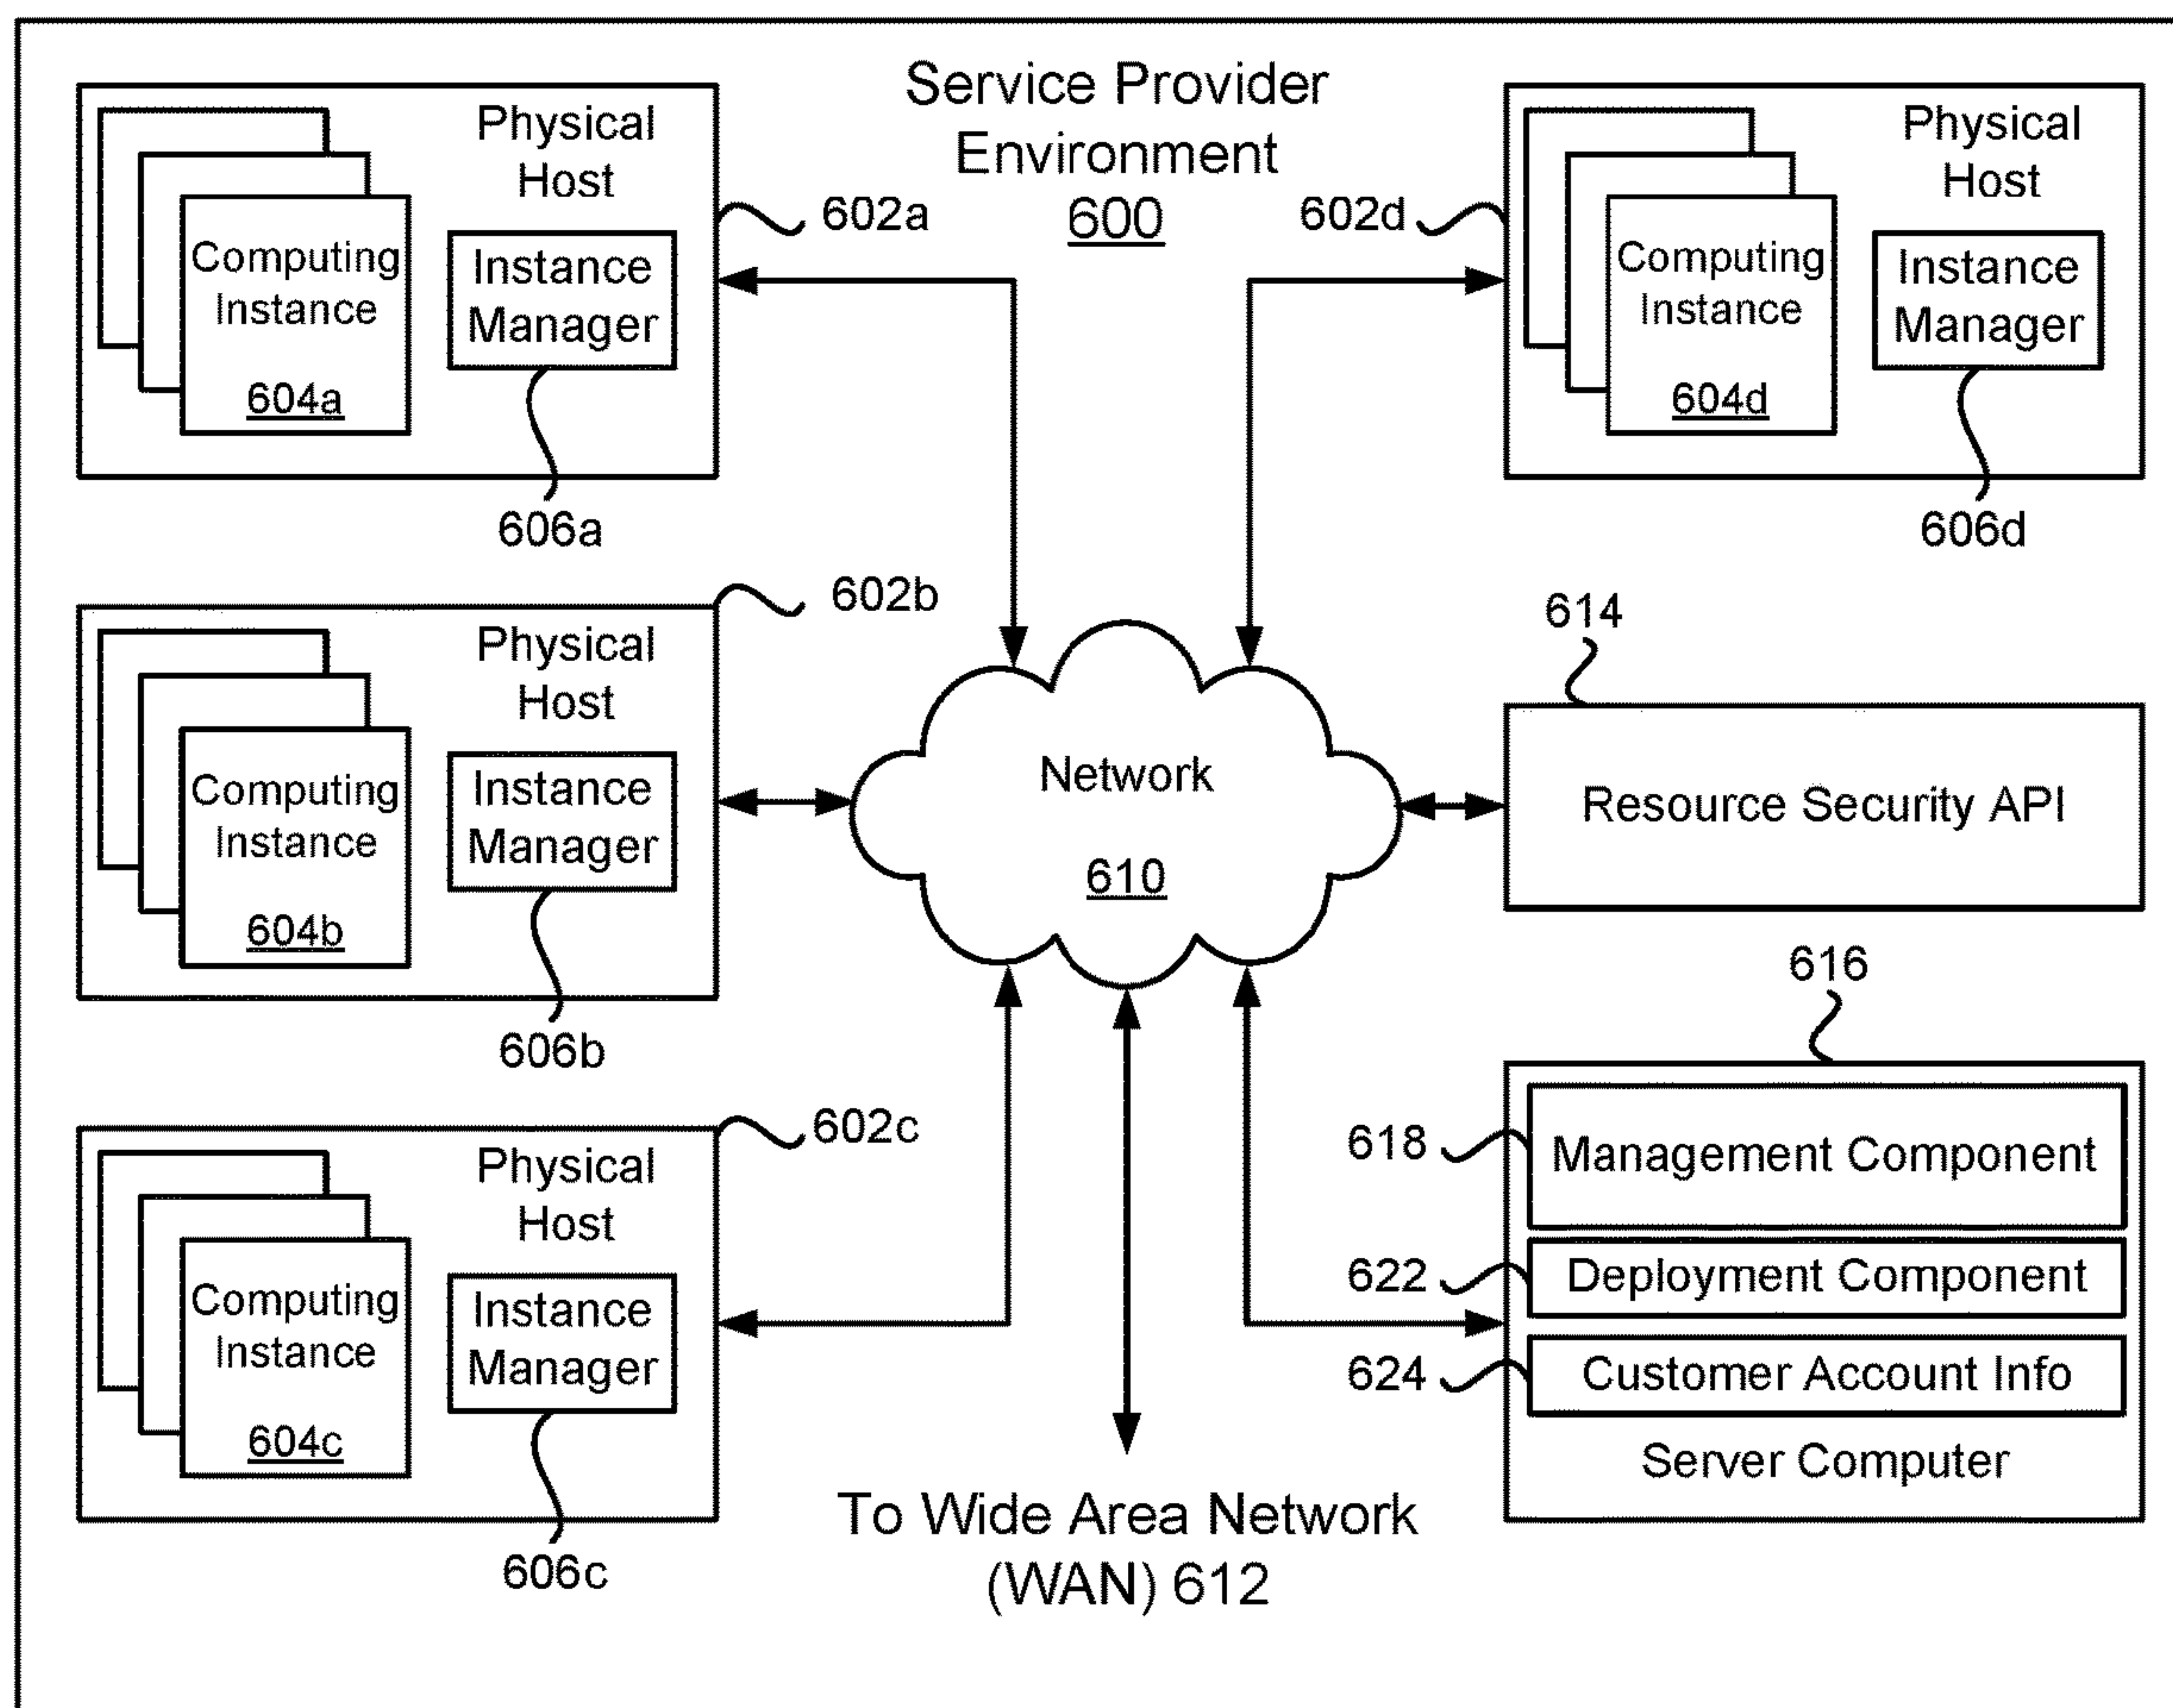 Service Provider
Environment
600
Physical
Host
Computing
Instance
604a
Instance
Manager
602a
606a
602d
Physical
Host
Computing
Instance
604d
Instance
Manager
606d
602b
Physical
Host
Computing
Instance
604b
Instance
Manager
606b
Network
610
614
Resource Security API
602c
Physical
Host
Computing
Instance
604c
Instance
Manager
606c
616
618
Management Component
622
Deployment Component
624
Customer Account Info
Server Computer
To Wide Area Network
(WAN) 612